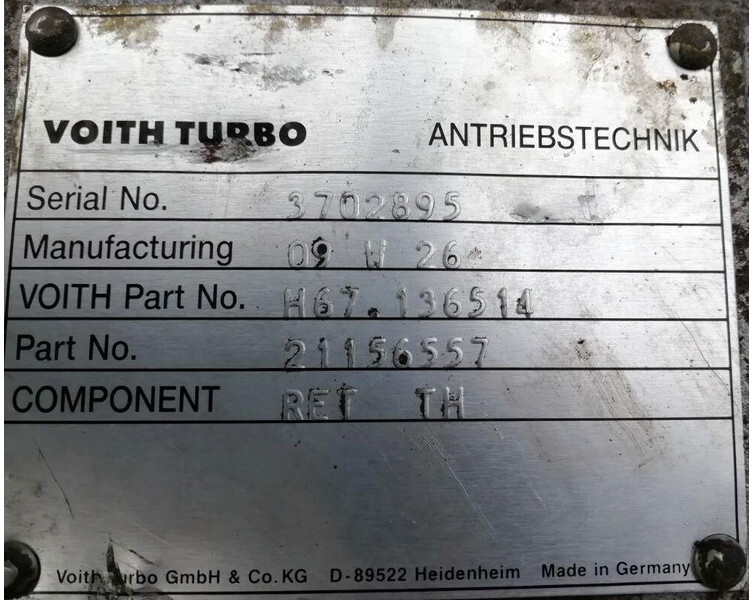 VOITH TURBO ANTRIEBSTECHNIK
Serial No. 3702895
Manufacturing 09 W 26
VOITH Part No. H67.136514
Part No. 21156557
COMPONENT RET TH
Voith Turbo GmbH & Co. KG D-89522 Heidenheim Made in Germany